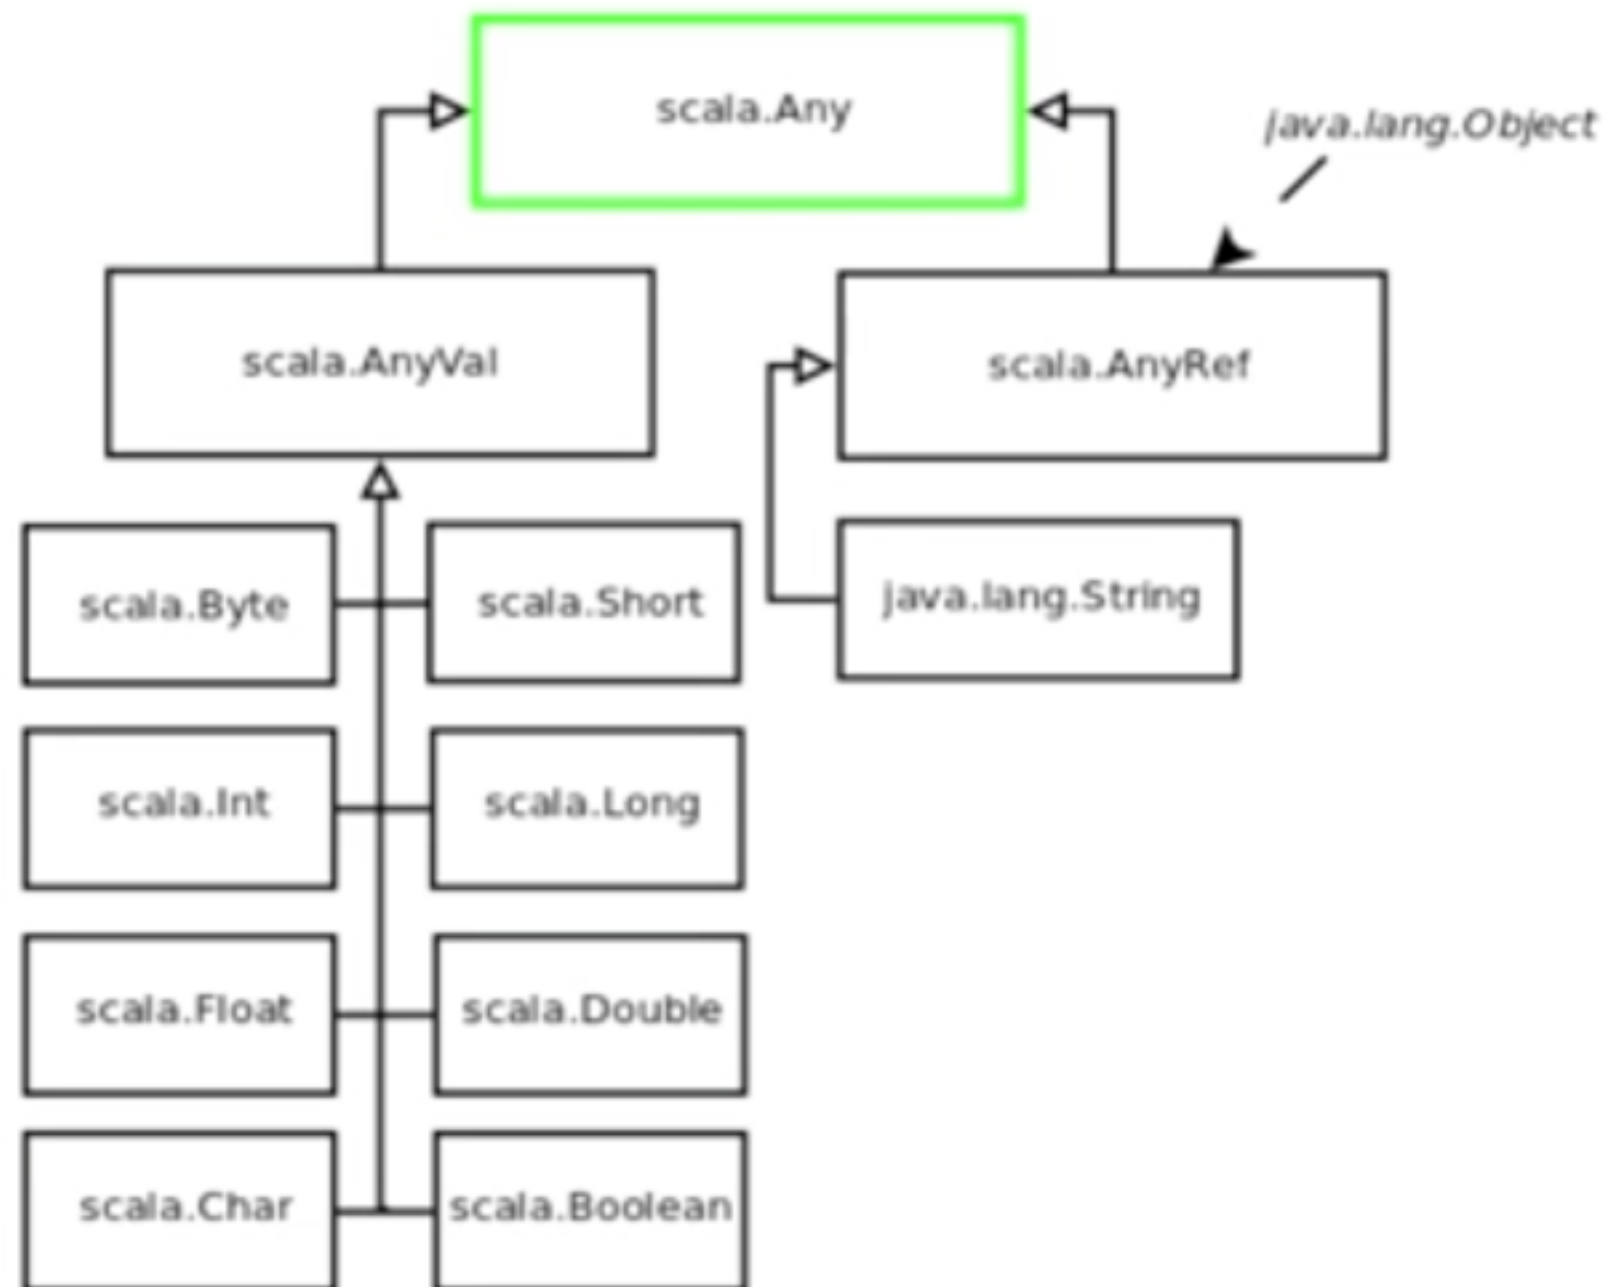 scala.Any
java.lang.Object
scala.AnyVal
scala.AnyRef
scala.Byte
scala.Short
java.lang.String
scala.Int
scala.Long
scala.Float
scala.Double
scala.Char
scala.Boolean